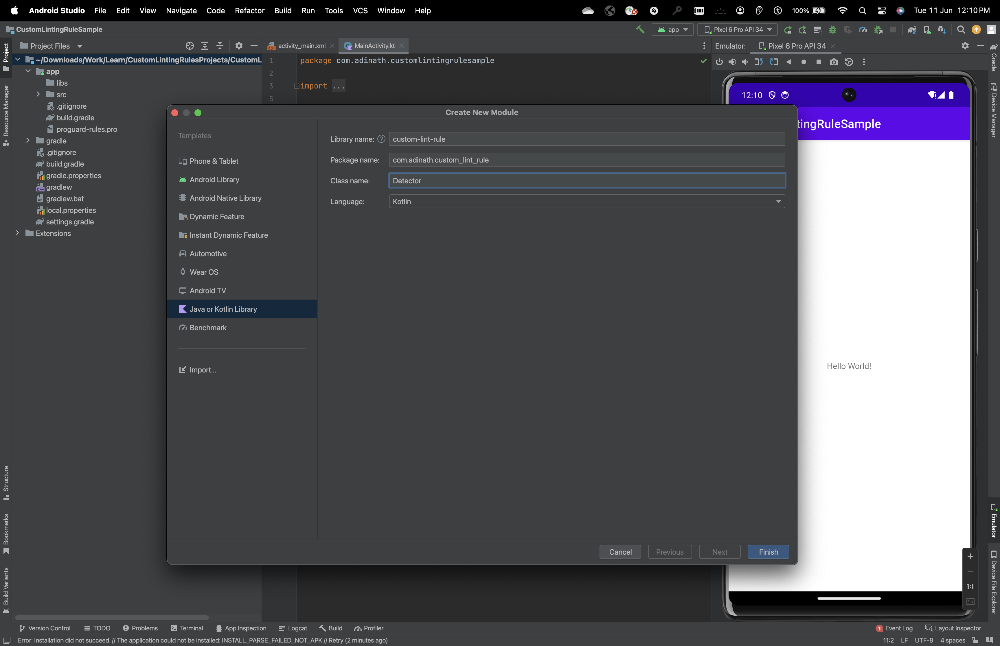 Android Studio File Edit View Navigate Code Refactor Build Run Tools VCS Window Help 100% Tue 11 Jun 12:10 PM
CustomLintingRuleSample
app
Pixel 6 Pro API 34
Project
Resource Manager
Structure
Bookmarks
Build Variants
Project Files
~/Downloads/Work/Learn/CustomLintingRulesProjects/CustomL
app
libs
src
.gitignore
build.gradle
proguard-rules.pro
gradle
.gitignore
build.gradle
gradle.properties
gradlew
gradlew.bat
local.properties
settings.gradle
Extensions
activity_main.xml
MainActivity.kt
1 package com.adinath.customlintingrulesample
2
3 import ...
5
Create New Module
Templates
Phone & Tablet
Android Library
Android Native Library
Dynamic Feature
Instant Dynamic Feature
Automotive
Wear OS
Android TV
Java or Kotlin Library
Benchmark
Import...
Library name: ? custom-lint-rule
Package name: com.adinath.custom_lint_rule
Class name: Detector
Language: Kotlin
Cancel
Previous
Next
Finish
Emulator: Pixel 6 Pro API 34
12:10
tingRuleSample
Hello World!
1:1
Gradle
Device Manager
Emulator
Device File Explorer
Version Control TODO Problems Terminal App Inspection Logcat Build Profiler
1 Event Log Layout Inspector
Error: Installation did not succeed. // The application could not be installed: INSTALL_PARSE_FAILED_NOT_APK // Retry (2 minutes ago)
11:2 LF UTF-8 4 spaces